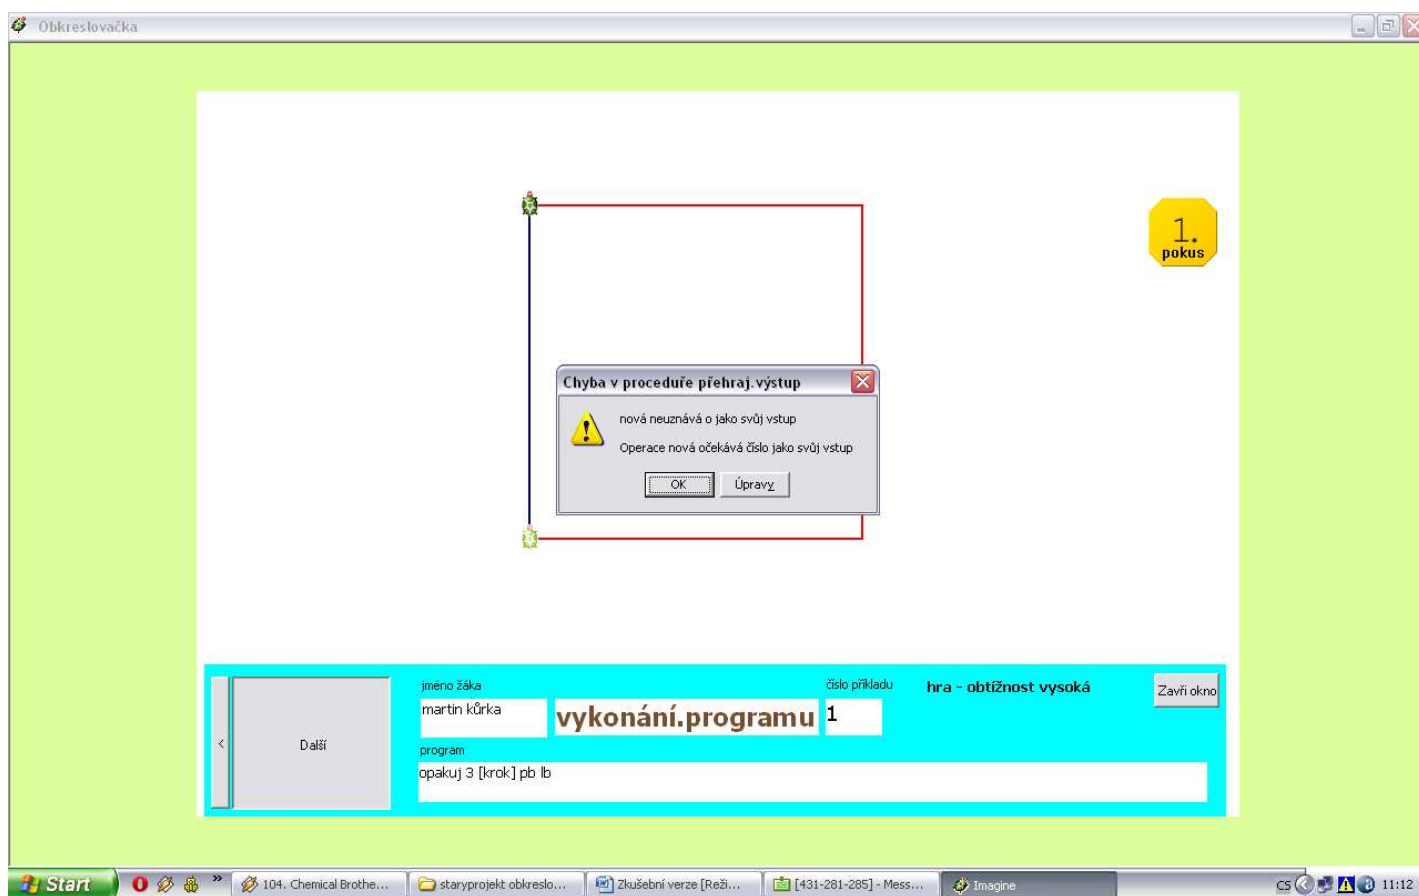 Obkreslovačka
1.
pokus
Chyba v proceduře přehraj.výstup
nová neuznává o jako svůj vstup
Operace nová očekává číslo jako svůj vstup
OK
Úpravy
jméno žáka
číslo příkladu
hra - obtížnost vysoká
Zavři okno
martin kůrka
vykonání.programu
1
<
Další
program
opakuj 3 [krok] pb lb
Start
»
104. Chemical Brothe...
staryprojekt obkreslo...
Zkušební verze [Reži...
[431-281-285] - Mess...
Imagine
CS
11:12